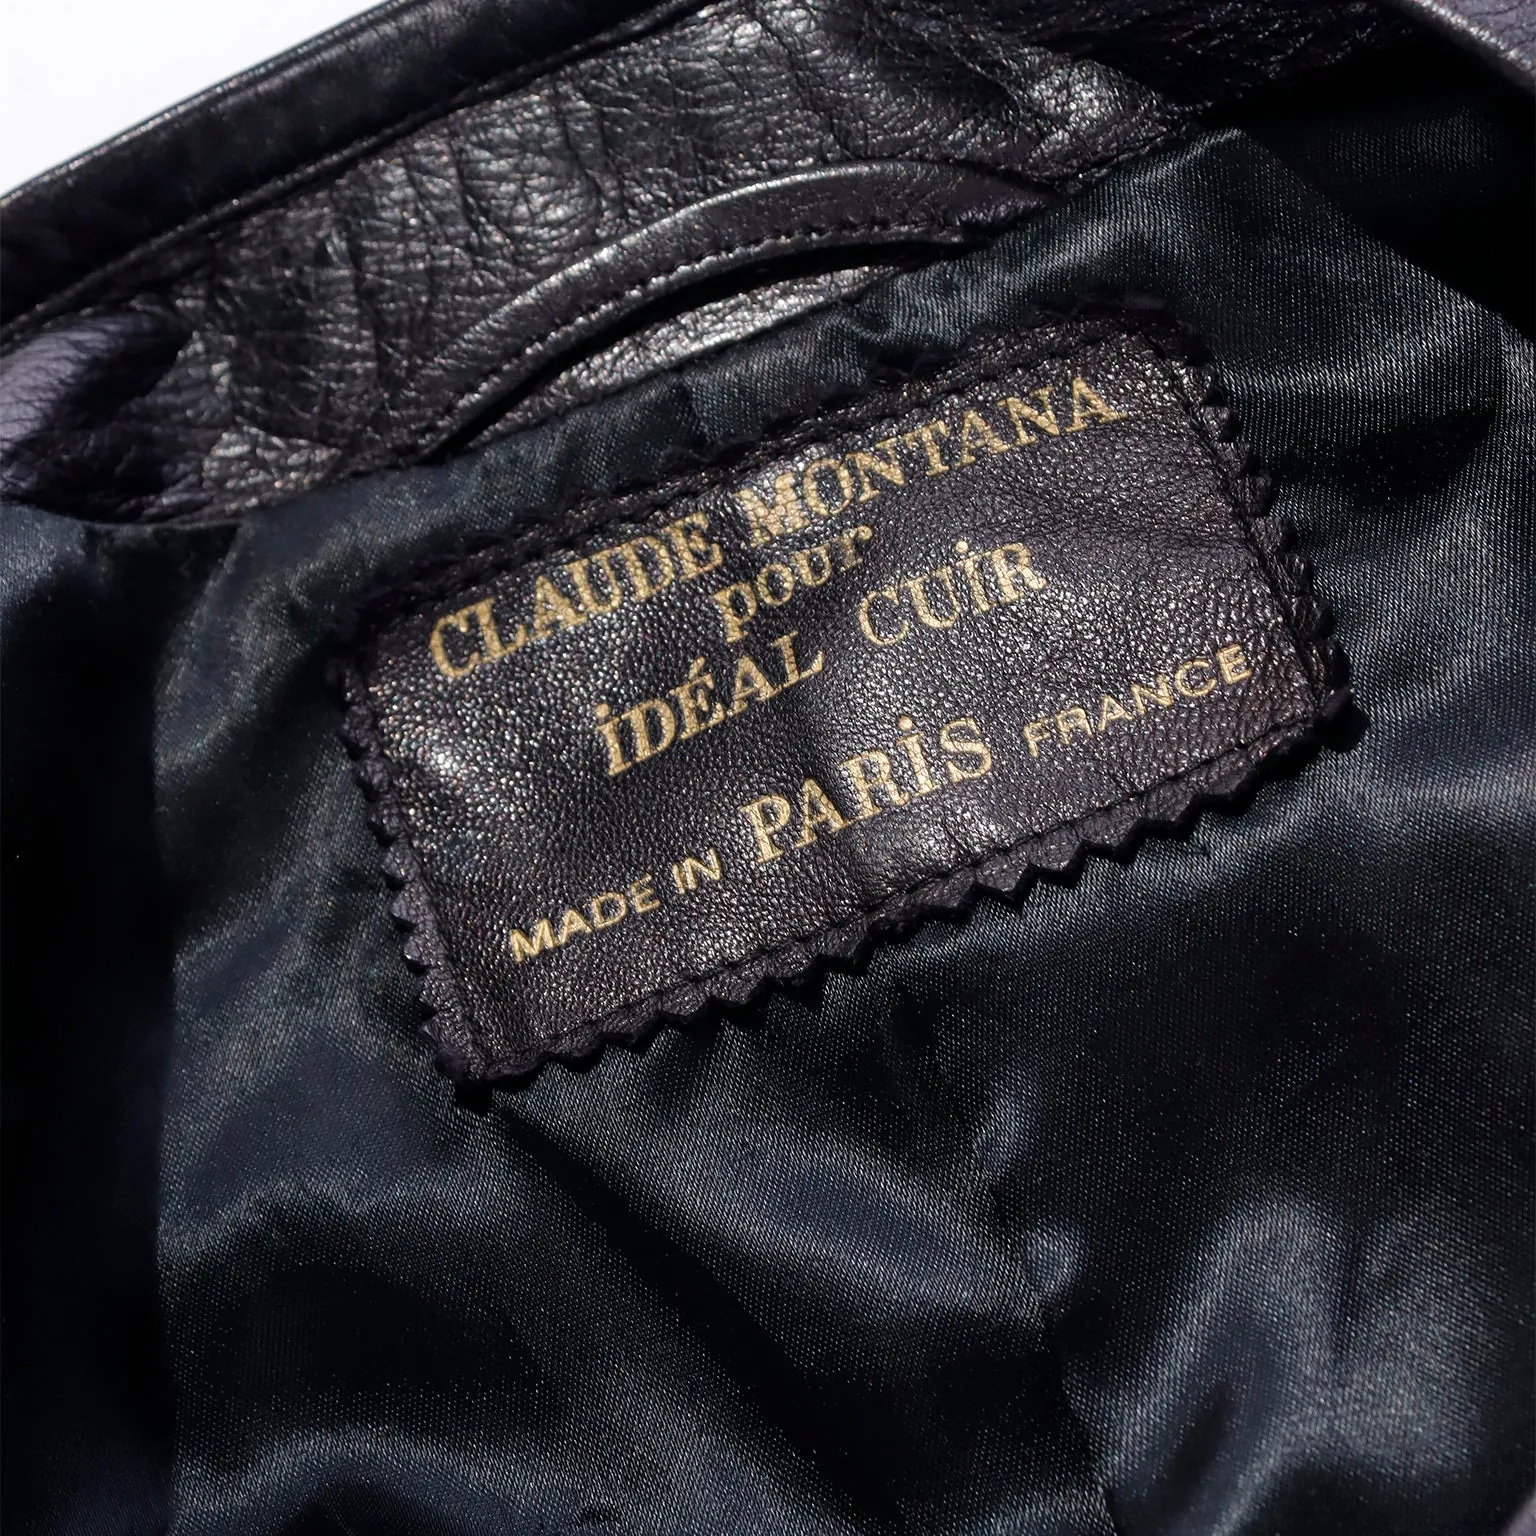 CLAUDE MONTANA
pour
iDÉAL CUiR
MADE IN PARiS FRANCE